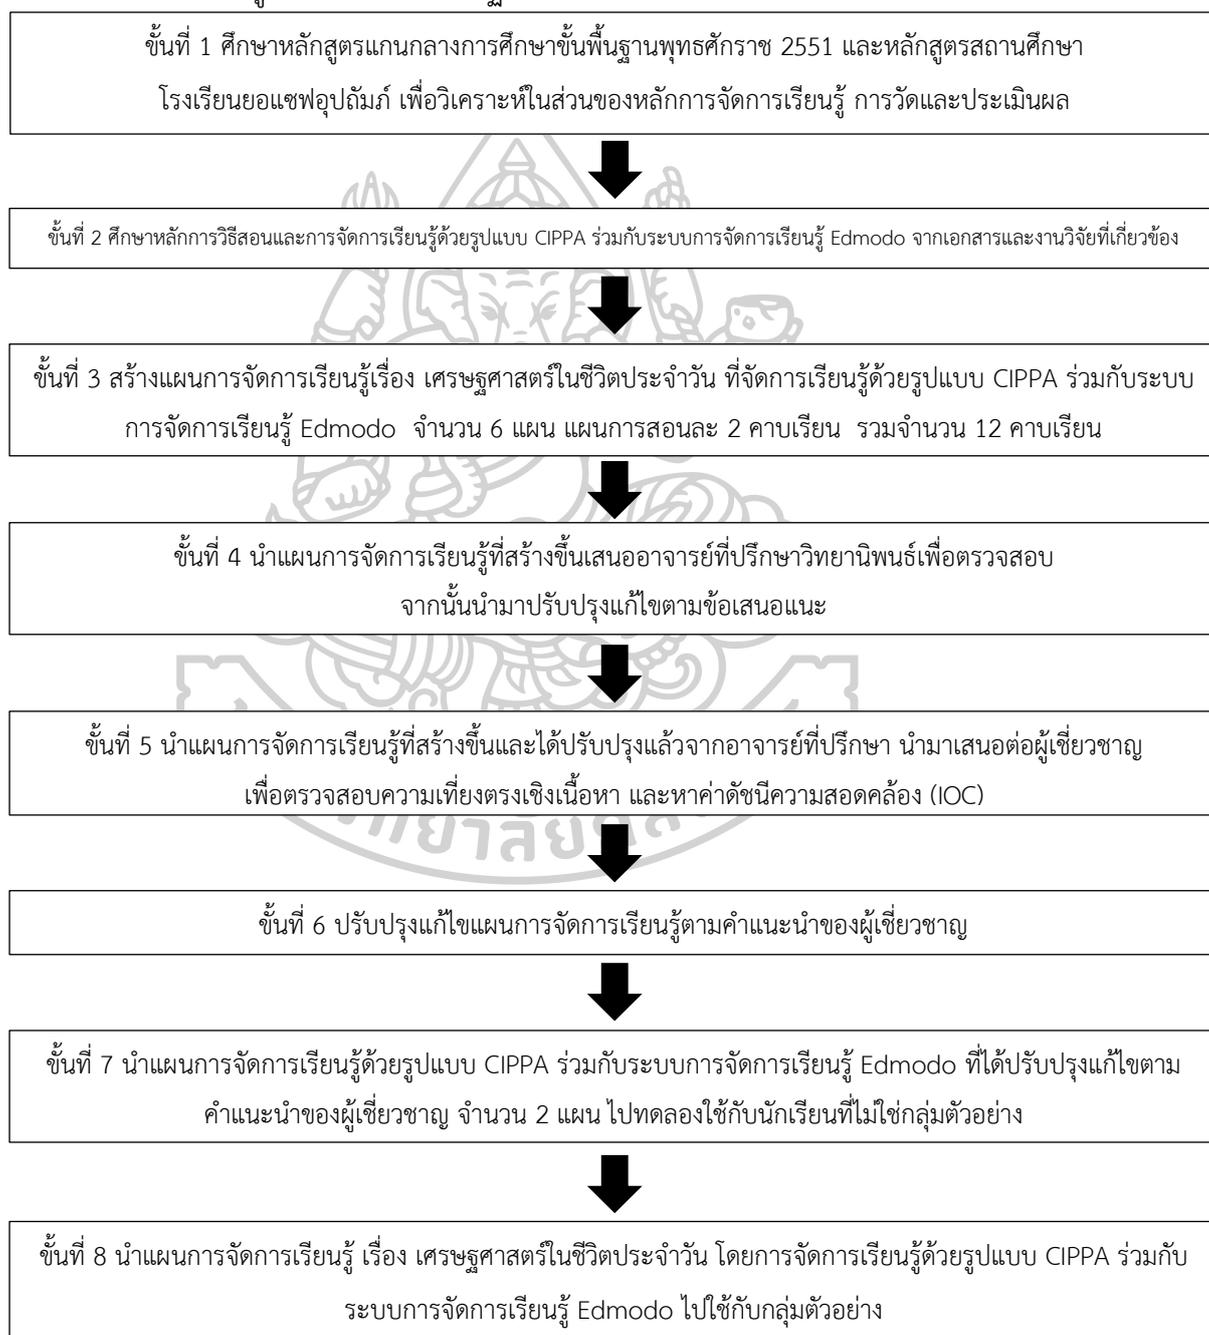 ขั้นที่ 1 ศึกษาหลักสูตรแกนกลางการศึกษาขั้นพื้นฐานพุทธศักราช 2551 และหลักสูตรสถานศึกษา
โรงเรียนยอแซฟอุปถัมภ์ เพื่อวิเคราะห์ในส่วนของหลักการจัดการเรียนรู้ การวัดและประเมินผล
ขั้นที่ 2 ศึกษาหลักการวิธีสอนและการจัดการเรียนรู้ด้วยรูปแบบ CIPPA ร่วมกับระบบการจัดการเรียนรู้ Edmodo จากเอกสารและงานวิจัยที่เกี่ยวข้อง
ขั้นที่ 3 สร้างแผนการจัดการเรียนรู้เรื่อง เศรษฐศาสตร์ในชีวิตประจำวัน ที่จัดการเรียนรู้ด้วยรูปแบบ CIPPA ร่วมกับระบบ
การจัดการเรียนรู้ Edmodo จำนวน 6 แผน แผนการสอนละ 2 คาบเรียน รวมจำนวน 12 คาบเรียน
ขั้นที่ 4 นำแผนการจัดการเรียนรู้ที่สร้างขึ้นเสนออาจารย์ที่ปรึกษาวิทยานิพนธ์เพื่อตรวจสอบ
จากนั้นนำมาปรับปรุงแก้ไขตามข้อเสนอแนะ
ขั้นที่ 5 นำแผนการจัดการเรียนรู้ที่สร้างขึ้นและได้ปรับปรุงแล้วจากอาจารย์ที่ปรึกษา นำมาเสนอต่อผู้เชี่ยวชาญ
เพื่อตรวจสอบความเที่ยงตรงเชิงเนื้อหา และหาค่าดัชนีความสอดคล้อง (IOC)
ขั้นที่ 6 ปรับปรุงแก้ไขแผนการจัดการเรียนรู้ตามคำแนะนำของผู้เชี่ยวชาญ
ขั้นที่ 7 นำแผนการจัดการเรียนรู้ด้วยรูปแบบ CIPPA ร่วมกับระบบการจัดการเรียนรู้ Edmodo ที่ได้ปรับปรุงแก้ไขตาม
คำแนะนำของผู้เชี่ยวชาญ จำนวน 2 แผน ไปทดลองใช้กับนักเรียนที่ไม่ใช่กลุ่มตัวอย่าง
ขั้นที่ 8 นำแผนการจัดการเรียนรู้ เรื่อง เศรษฐศาสตร์ในชีวิตประจำวัน โดยการจัดการเรียนรู้ด้วยรูปแบบ CIPPA ร่วมกับ
ระบบการจัดการเรียนรู้ Edmodo ไปใช้กับกลุ่มตัวอย่าง